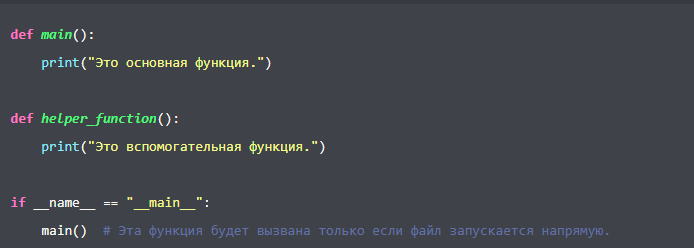 def main():
    print("Это основная функция.")
def helper_function():
    print("Это вспомогательная функция.")
if __name__ == "__main__":
    main()  # Эта функция будет вызвана только если файл запускается напрямую.